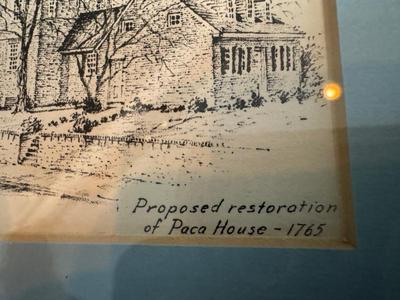 Proposed restoration
of Paca House - 1765